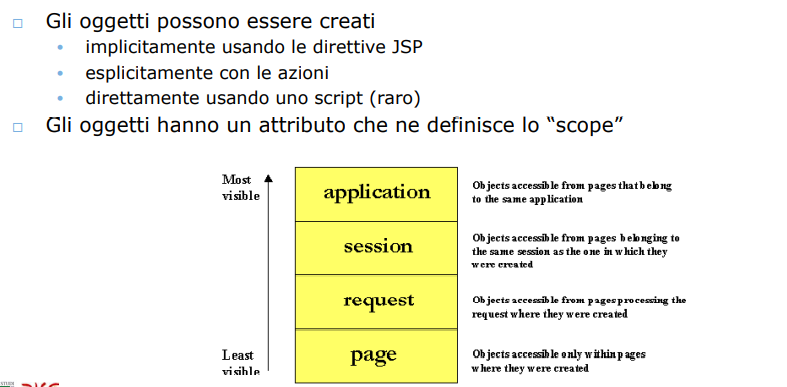 Gli oggetti possono essere creati
implicitamente usando le direttive JSP
esplicitamente con le azioni
direttamente usando uno script (raro)
Gli oggetti hanno un attributo che ne definisce lo “scope”
Most
visible
application
Objects accessible from pages that belong
to the same application
session
Objects accessible from pages belonging to
the same session as the one in which they
were created
request
Objects accessible from pages processing the
request where they were created
Least
visible
page
Objects accessible only within pages
where they were created